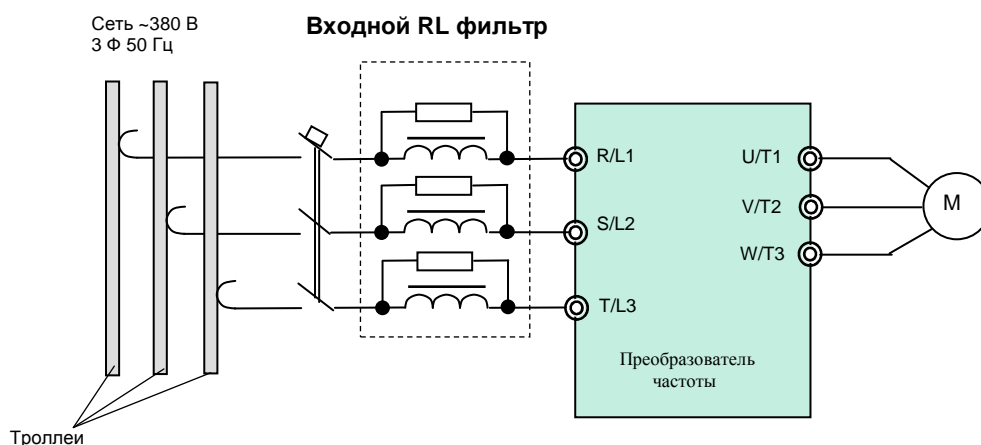 Сеть ~380 В
3 Ф 50 Гц
Входной RL фильтр
R/L1
U/T1
S/L2
V/T2
M
W/T3
T/L3
Преобразователь
частоты
Троллеи